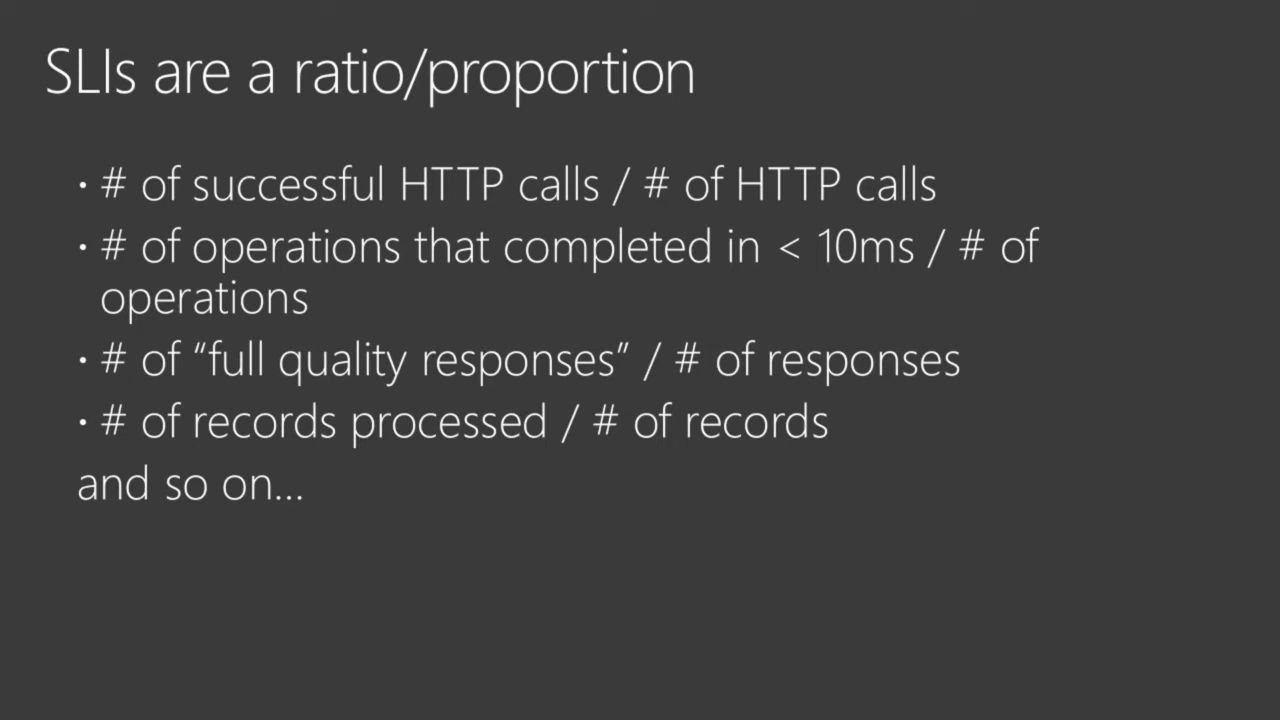 SLIs are a ratio/proportion
· # of successful HTTP calls / # of HTTP calls
· # of operations that completed in < 10ms / # of
operations
· # of “full quality responses” / # of responses
· # of records processed / # of records
and so on...